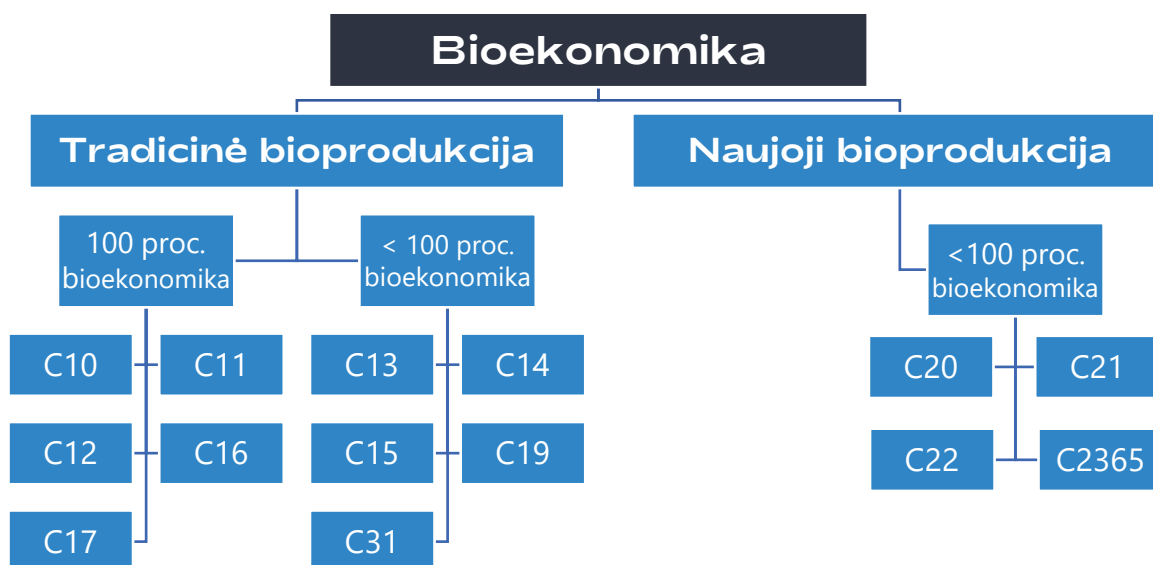 Bioekonomika
Tradicinė bioprodukcija
Naujoji bioprodukcija
100 proc.
bioekonomika
< 100 proc.
bioekonomika
<100 proc.
bioekonomika
C10
C11
C12
C16
C17
C13
C14
C15
C19
C31
C20
C21
C22
C2365